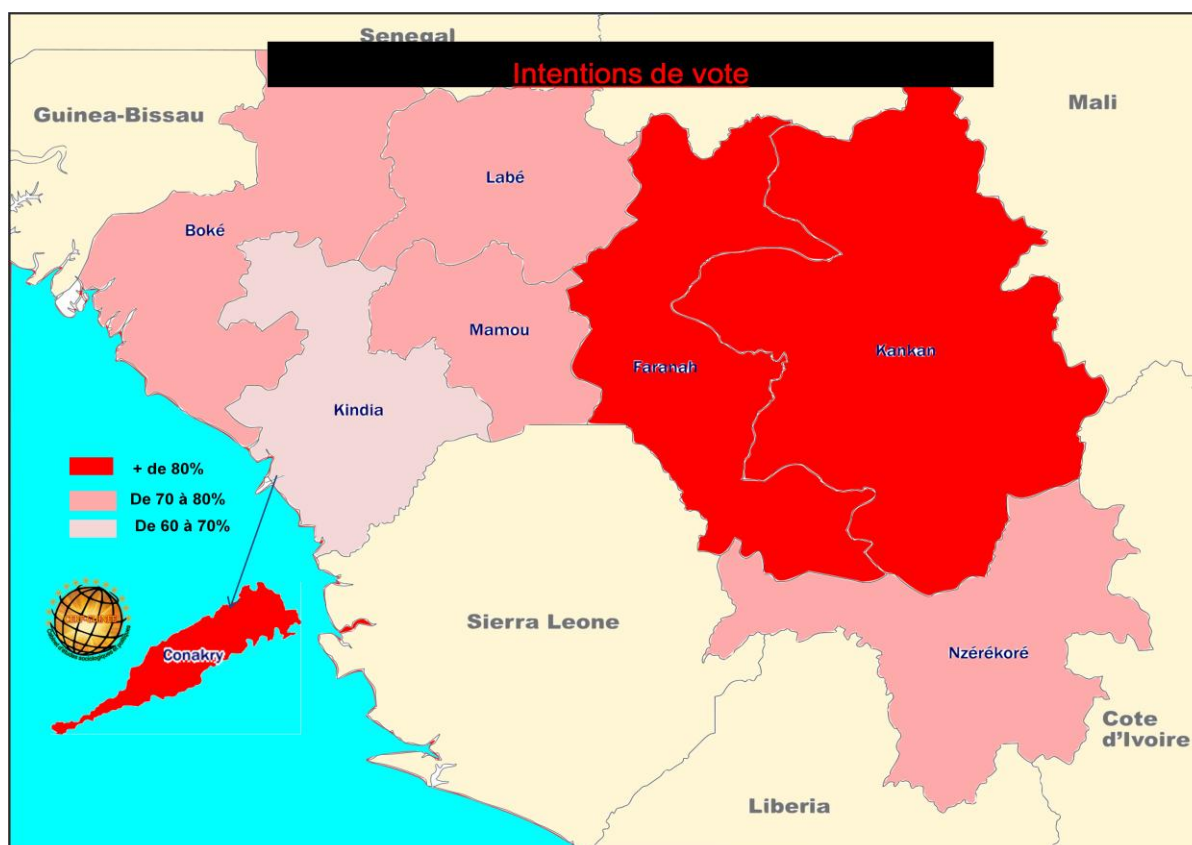 Senegal
Intentions de vote
Guinea-Bissau
Mali
Labé
Boké
Mamou
Kankan
Faranah
Kindia
+ de 80%
De 70 à 80%
De 60 à 70%
Sierra Leone
Conakry
Nzérékoré
Cote
d'Ivoire
Liberia